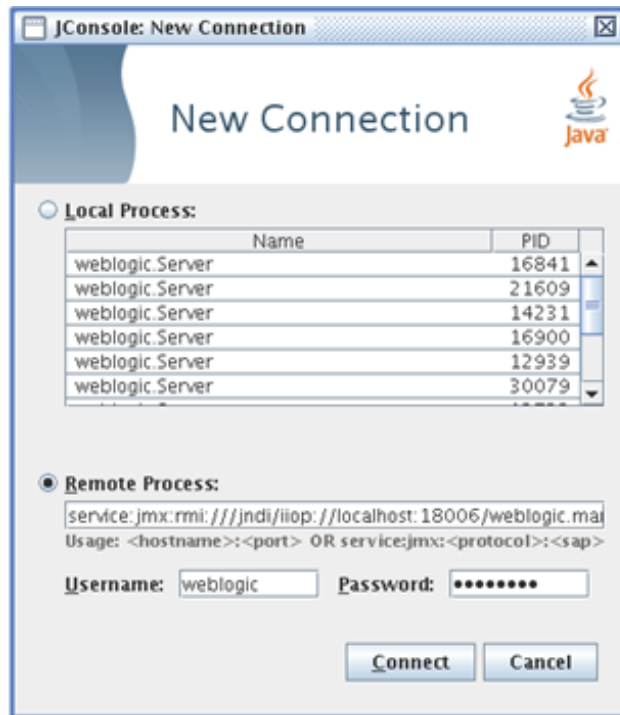 JConsole: New Connection
New Connection
Java
Local Process:
Name PID
weblogic.Server 16841
weblogic.Server 21609
weblogic.Server 14231
weblogic.Server 16900
weblogic.Server 12939
weblogic.Server 30079
Remote Process:
service:jmx:rmi:///jndi/iiop://localhost:18006/weblogic.mar
Usage: <hostname>:<port> OR service:jmx:<protocol>:<sap>
Username: weblogic Password: ••••••••
Connect Cancel